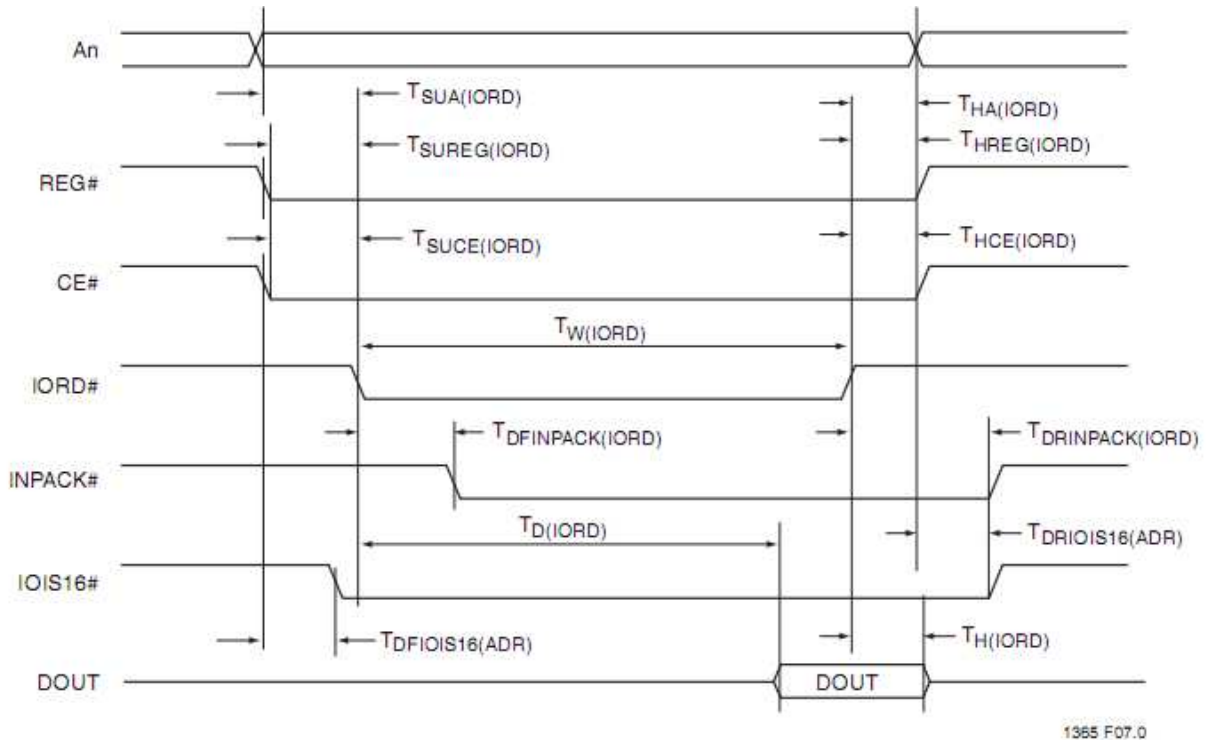 An
TSUA(IORD)
THA(IORD)
TSUREG(IORD)
THREG(IORD)
REG#
TSUCE(IORD)
THCE(IORD)
CE#
TW(IORD)
IORD#
TDFINPACK(IORD)
TDRINPACK(IORD)
INPACK#
TD(IORD)
TDRIOIS16(ADR)
IOIS16#
TDFIOIS16(ADR)
TH(IORD)
DOUT
DOUT
1365 F07.0